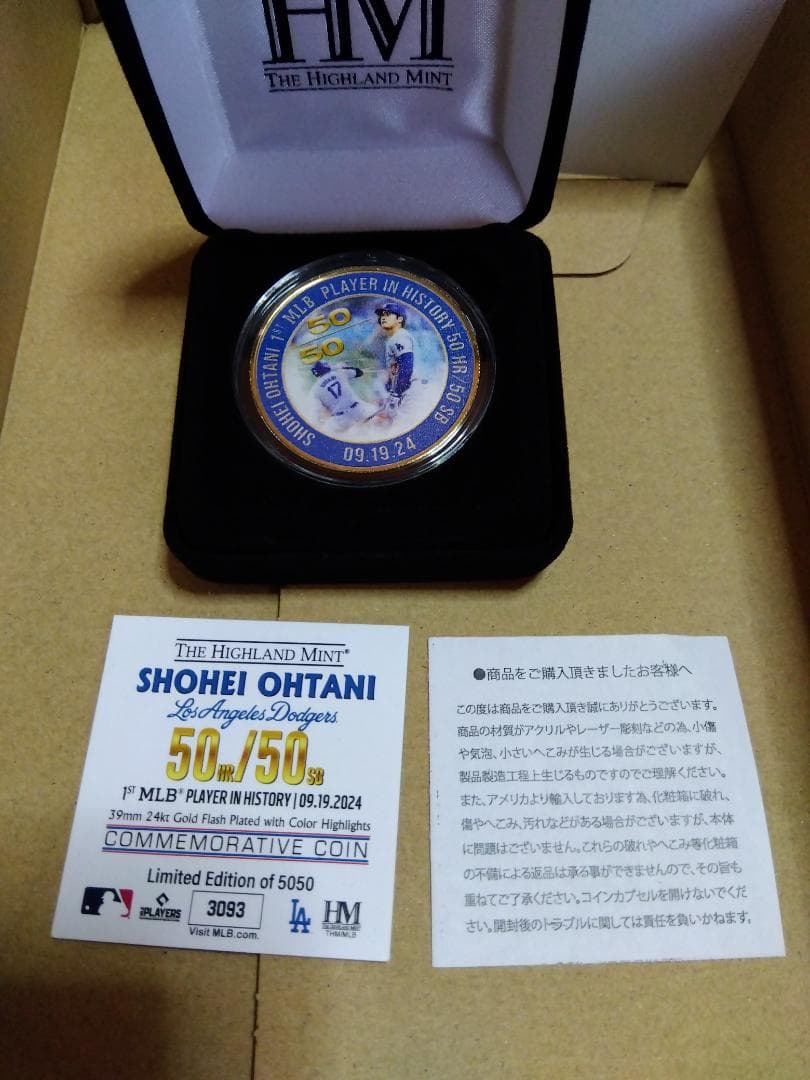 HM
THE HIGHLAND MINT
SHOHEI OHTANI 1ST MLB PLAYER IN HISTORY 50 HR/50 SB
50
50
17
09.19.24
THE HIGHLAND MINT®
SHOHEI OHTANI
Los Angeles Dodgers
50HR./50SB
1ST MLB® PLAYER IN HISTORY | 09.19.2024
39mm 24kt Gold Flash Plated with Color Highlights
COMMEMORATIVE COIN
Limited Edition of 5050
PLAYERS
3093
Visit MLB.com.
LA
HM
THE HIGHLAND MINT
THM/MLB
●商品をご購入頂きましたお客様へ
この度は商品をご購入頂き誠にありがとうございます。
商品の材質がアクリルやレーザー彫刻などの為、小傷
や気泡、小さいへこみが生じる場合がございますが、
製品製造工程上生じるものですのでご理解ください。
また、アメリカより輸入しております為、化粧箱に破れ、
傷やへこみ、汚れなどがある場合がございますが、本体
に問題はございません。これらの破れやへこみ等化粧箱
の不備による返品は承る事ができませんので、その旨も
重ねてご了承ください。コインカプセルを開けないでくだ
さい。開封後のトラブルに関しては責任を負いかねます。